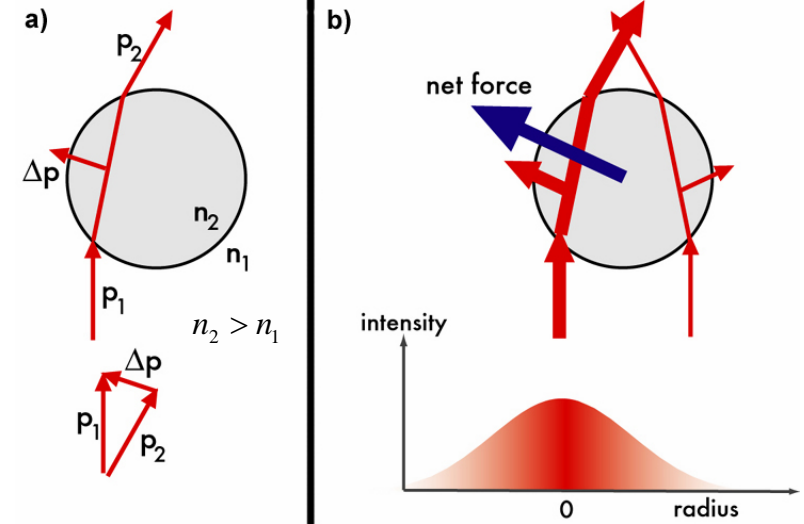 a)
p₂
Δp
n₂
n₁
p₁
n₂ > n₁
Δp
p₁
p₂
b)
net force
intensity
0
radius